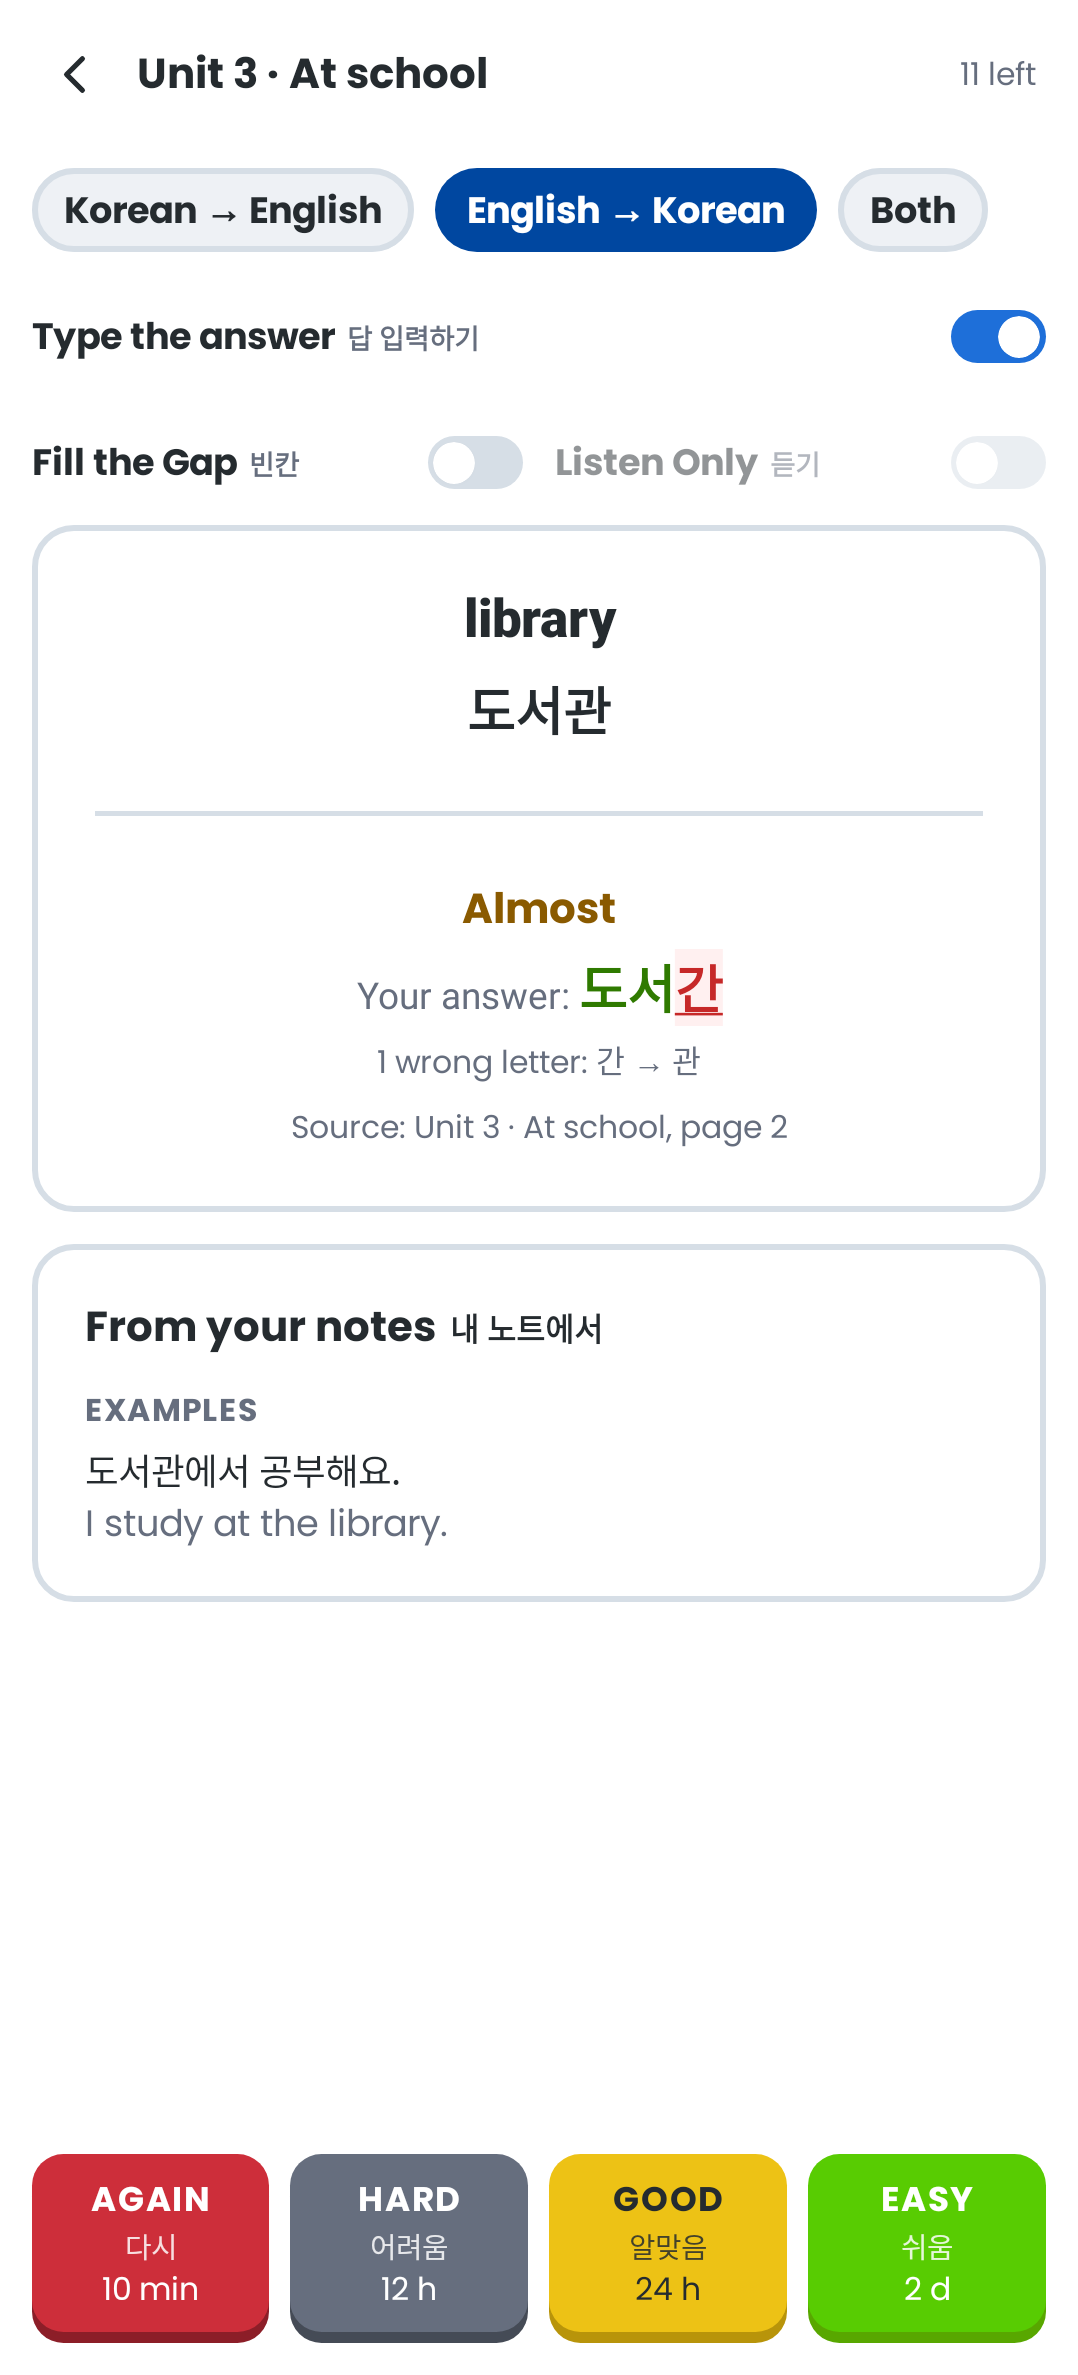 Unit 3 · At school
11 left
Korean → English
English → Korean
Both
Type the answer 답 입력하기
Fill the Gap 빈칸
Listen Only 듣기
library
도서관
Almost
Your answer: 도서간
1 wrong letter: 간 → 관
Source: Unit 3 · At school, page 2
From your notes 내 노트에서
EXAMPLES
도서관에서 공부해요.
I study at the library.
AGAIN
다시
10 min
HARD
어려움
12 h
GOOD
알맞음
24 h
EASY
쉬움
2 d